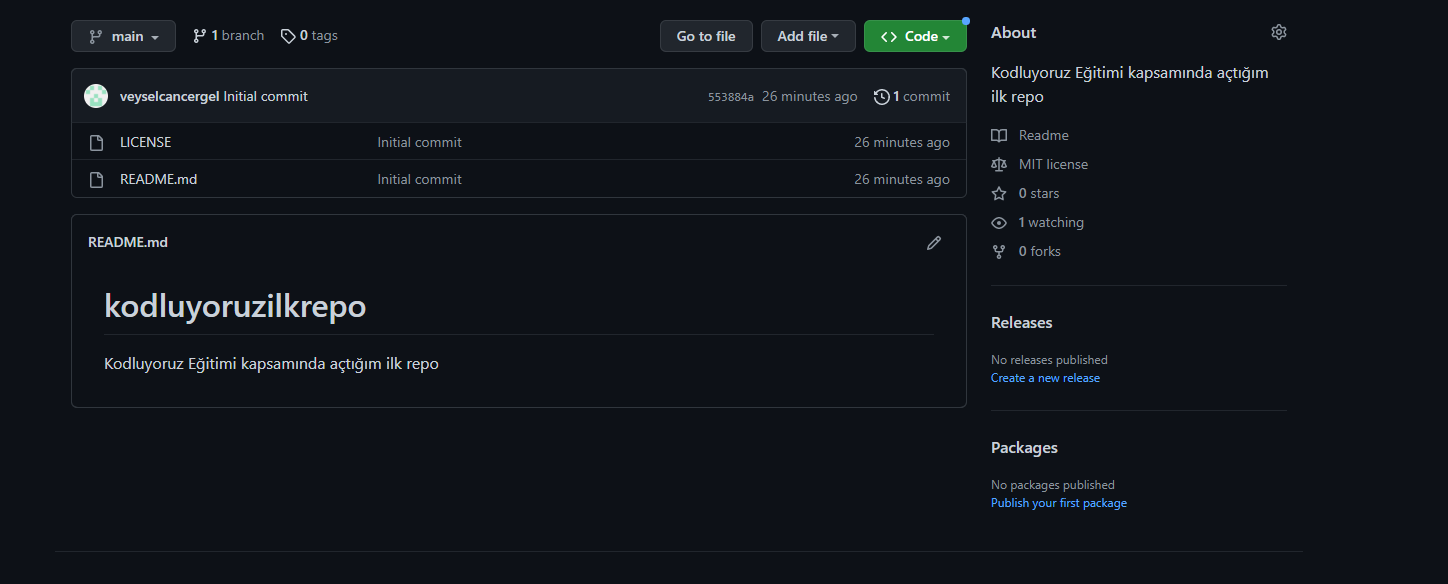 main
1 branch
0 tags
Go to file
Add file
Code
veyselcancergel Initial commit
553884a 26 minutes ago
1 commit
LICENSE
Initial commit
26 minutes ago
README.md
Initial commit
26 minutes ago
README.md
kodluyoruzilkrepo
Kodluyoruz Eğitimi kapsamında açtığım ilk repo
About
Kodluyoruz Eğitimi kapsamında açtığım
ilk repo
Readme
MIT license
0 stars
1 watching
0 forks
Releases
No releases published
Create a new release
Packages
No packages published
Publish your first package